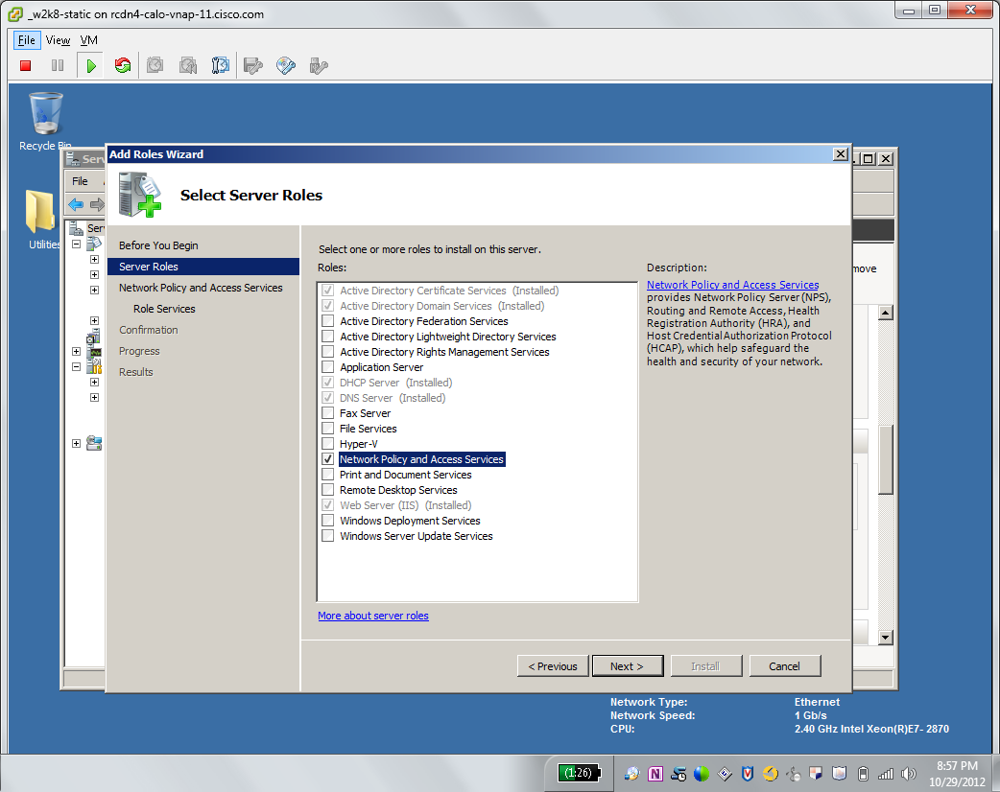 _w2k8-static on rcdn4-calo-vnap-11.cisco.com
File View VM
Recycle Bin
Utilities
Serv
File
Ser
Add Roles Wizard
Select Server Roles
Before You Begin
Server Roles
Network Policy and Access Services
Role Services
Confirmation
Progress
Results
Select one or more roles to install on this server.
Roles:
Active Directory Certificate Services (Installed)
Active Directory Domain Services (Installed)
Active Directory Federation Services
Active Directory Lightweight Directory Services
Active Directory Rights Management Services
Application Server
DHCP Server (Installed)
DNS Server (Installed)
Fax Server
File Services
Hyper-V
Network Policy and Access Services
Print and Document Services
Remote Desktop Services
Web Server (IIS) (Installed)
Windows Deployment Services
Windows Server Update Services
More about server roles
Description:
Network Policy and Access Services
provides Network Policy Server (NPS),
Routing and Remote Access, Health
Registration Authority (HRA), and
Host Credential Authorization Protocol
(HCAP), which help safeguard the
health and security of your network.
move
< Previous
Next >
Install
Cancel
Network Type: Ethernet
Network Speed: 1 Gb/s
CPU: 2.40 GHz Intel Xeon(R)E7- 2870
(1:26)
N
8:57 PM
10/29/2012